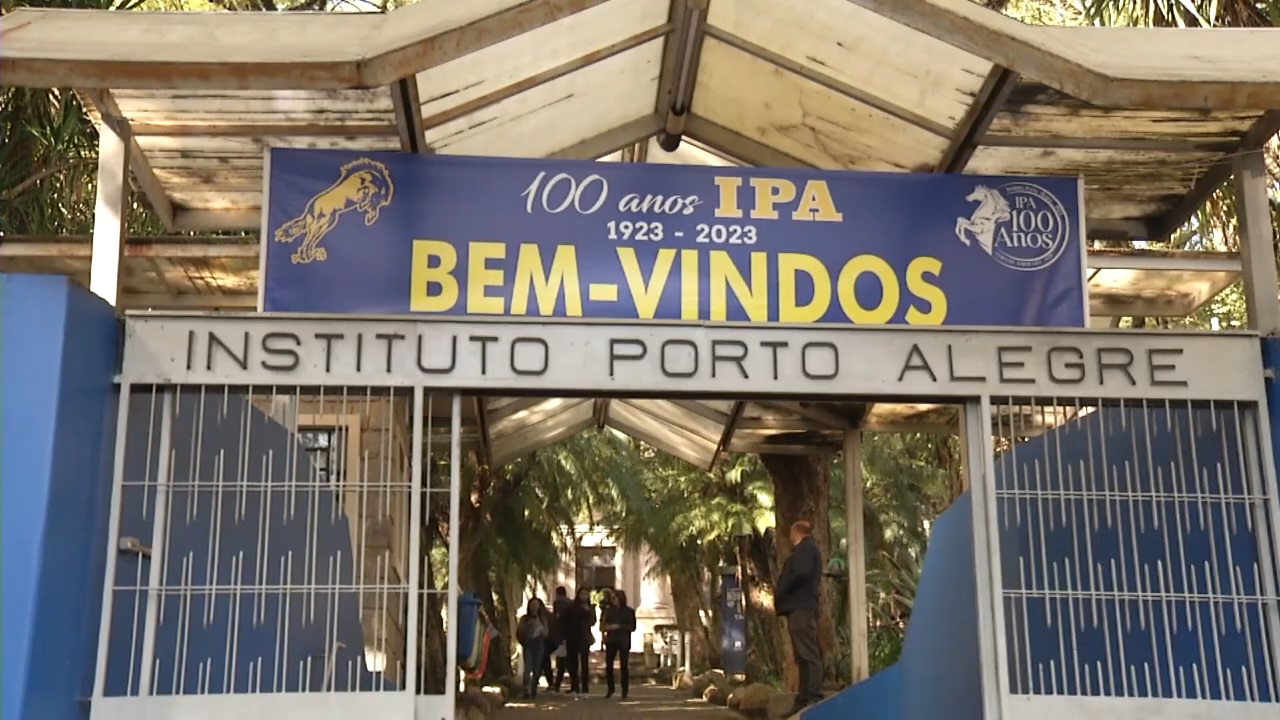 100 anos IPA
1923 - 2023
BEM-VINDOS
IPA
100
Anos
INSTITUTO PORTO ALEGRE